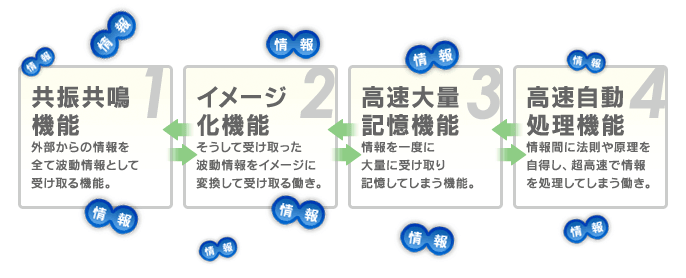 情報
情報
情報
情報
情報
1
共振共鳴
機能
外部からの情報を
全て波動情報として
受け取る機能。
2
イメージ
化機能
そうして受け取った
波動情報をイメージに
変換して受け取る働き。
3
高速大量
記憶機能
情報を一度に
大量に受け取り
記憶してしまう機能。
4
高速自動
処理機能
情報間に法則や原理を
自得し、超高速で情報
を処理してしまう働き。
情報
情報
情報
情報
情報